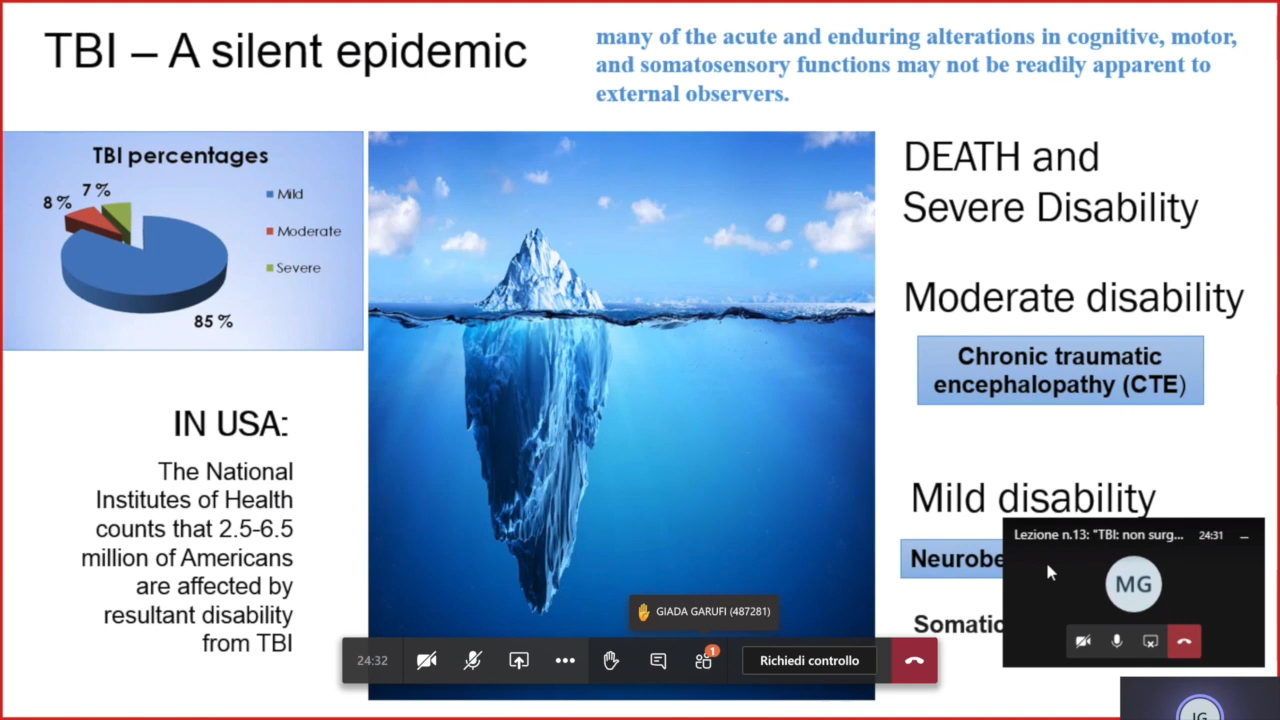 TBI – A silent epidemic
many of the acute and enduring alterations in cognitive, motor,
and somatosensory functions may not be readily apparent to
external observers.
TBI percentages
8 %
7 %
85 %
Mild
Moderate
Severe
IN USA:
The National
Institutes of Health
counts that 2.5-6.5
million of Americans
are affected by
resultant disability
from TBI
DEATH and
Severe Disability
Moderate disability
Chronic traumatic
encephalopathy (CTE)
Mild disability
Neurobe
Somatic
Lezione n.13: "TBI: non surg...
24:31
MG
GIADA GARUFI (487281)
24:32
1
Richiedi controllo